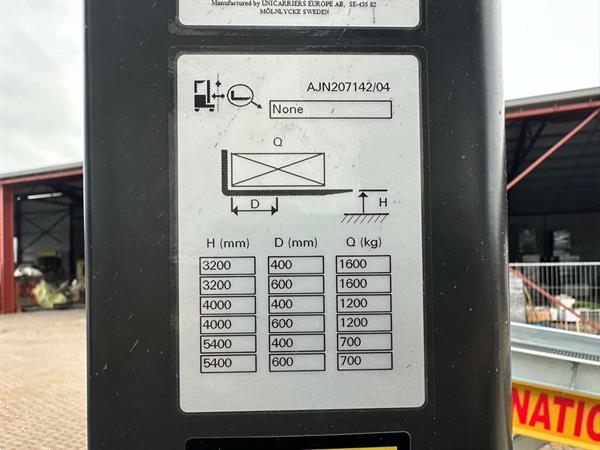 Manufactured by UNICARRIERS EUROPE AB, SE-435 82
MÖLNLYCKE SWEDEN
AJN207142/04
None
Q
D
H
H (mm) D (mm) Q (kg)
3200 400 1600
3200 600 1600
4000 400 1200
4000 600 1200
5400 400 700
5400 600 700
NATIO